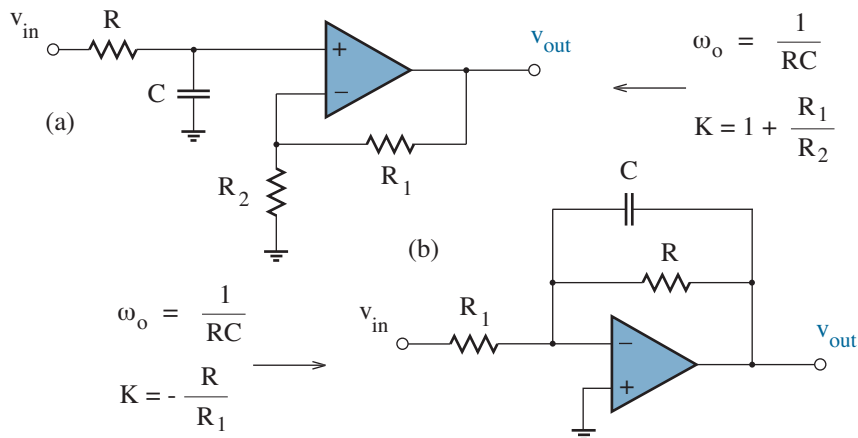 v_in
R
C
+
−
v_out
(a)
R_1
R_2
ω_o = 1/RC
K = 1 + R_1/R_2
(b)
C
R
v_in
R_1
−
+
v_out
ω_o = 1/RC
K = - R/R_1